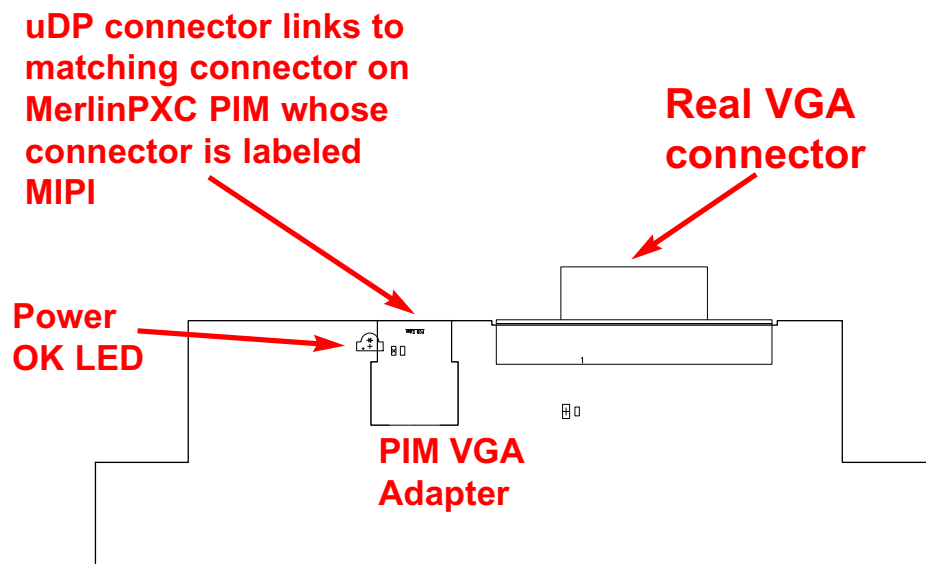 uDP connector links to
matching connector on
MerlinPXC PIM whose
connector is labeled
MIPI
Real VGA
connector
Power
OK LED
1
PIM VGA
Adapter